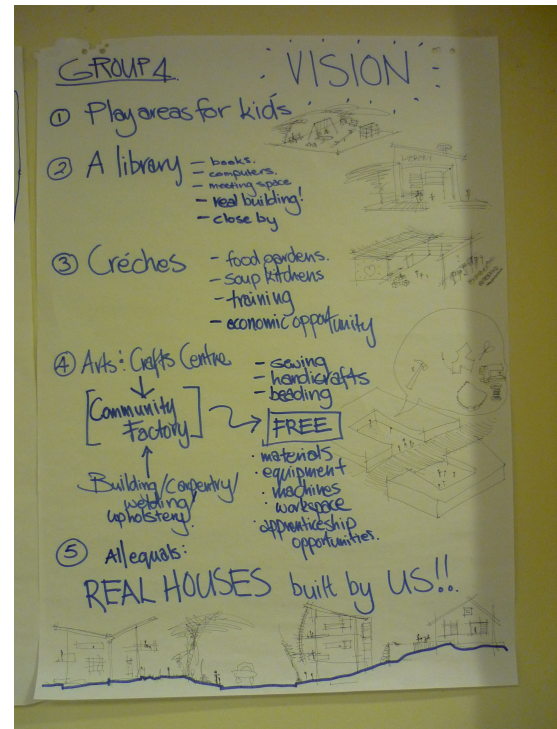 GROUP 4
VISION
① Play areas for kids
② A library
– books.
– computers.
– meeting space
– real building!
– close by
LIBRARY
③ Créches
– food gardens.
– soup kitchens
– training
– economic opportunity
④ Arts : Crafts Centre
– sewing
– handicrafts
– beading
[Community
Factory]
FREE
· materials
· equipment
· machines
· workspace
· apprenticeship
opportunities.
Building/Carpentry/
welding/
upholstery.
⑤ All equals:
REAL HOUSES built by US!!